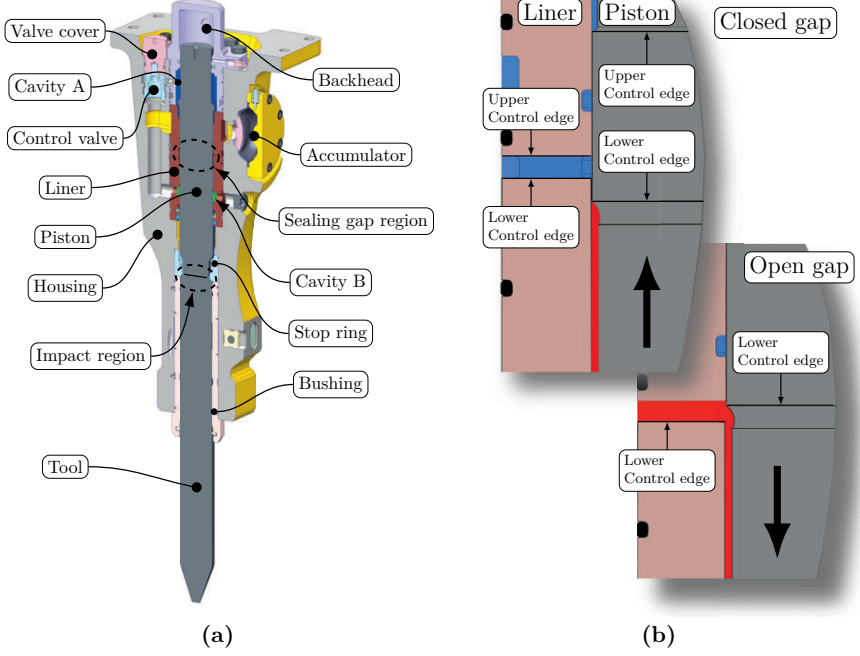 Valve cover
Cavity A
Control valve
Liner
Piston
Housing
Impact region
Tool
Backhead
Accumulator
Sealing gap region
Cavity B
Stop ring
Bushing
(a)
Liner
Piston
Closed gap
Upper
Control edge
Upper
Control edge
Lower
Control edge
Lower
Control edge
Open gap
Lower
Control edge
Lower
Control edge
(b)